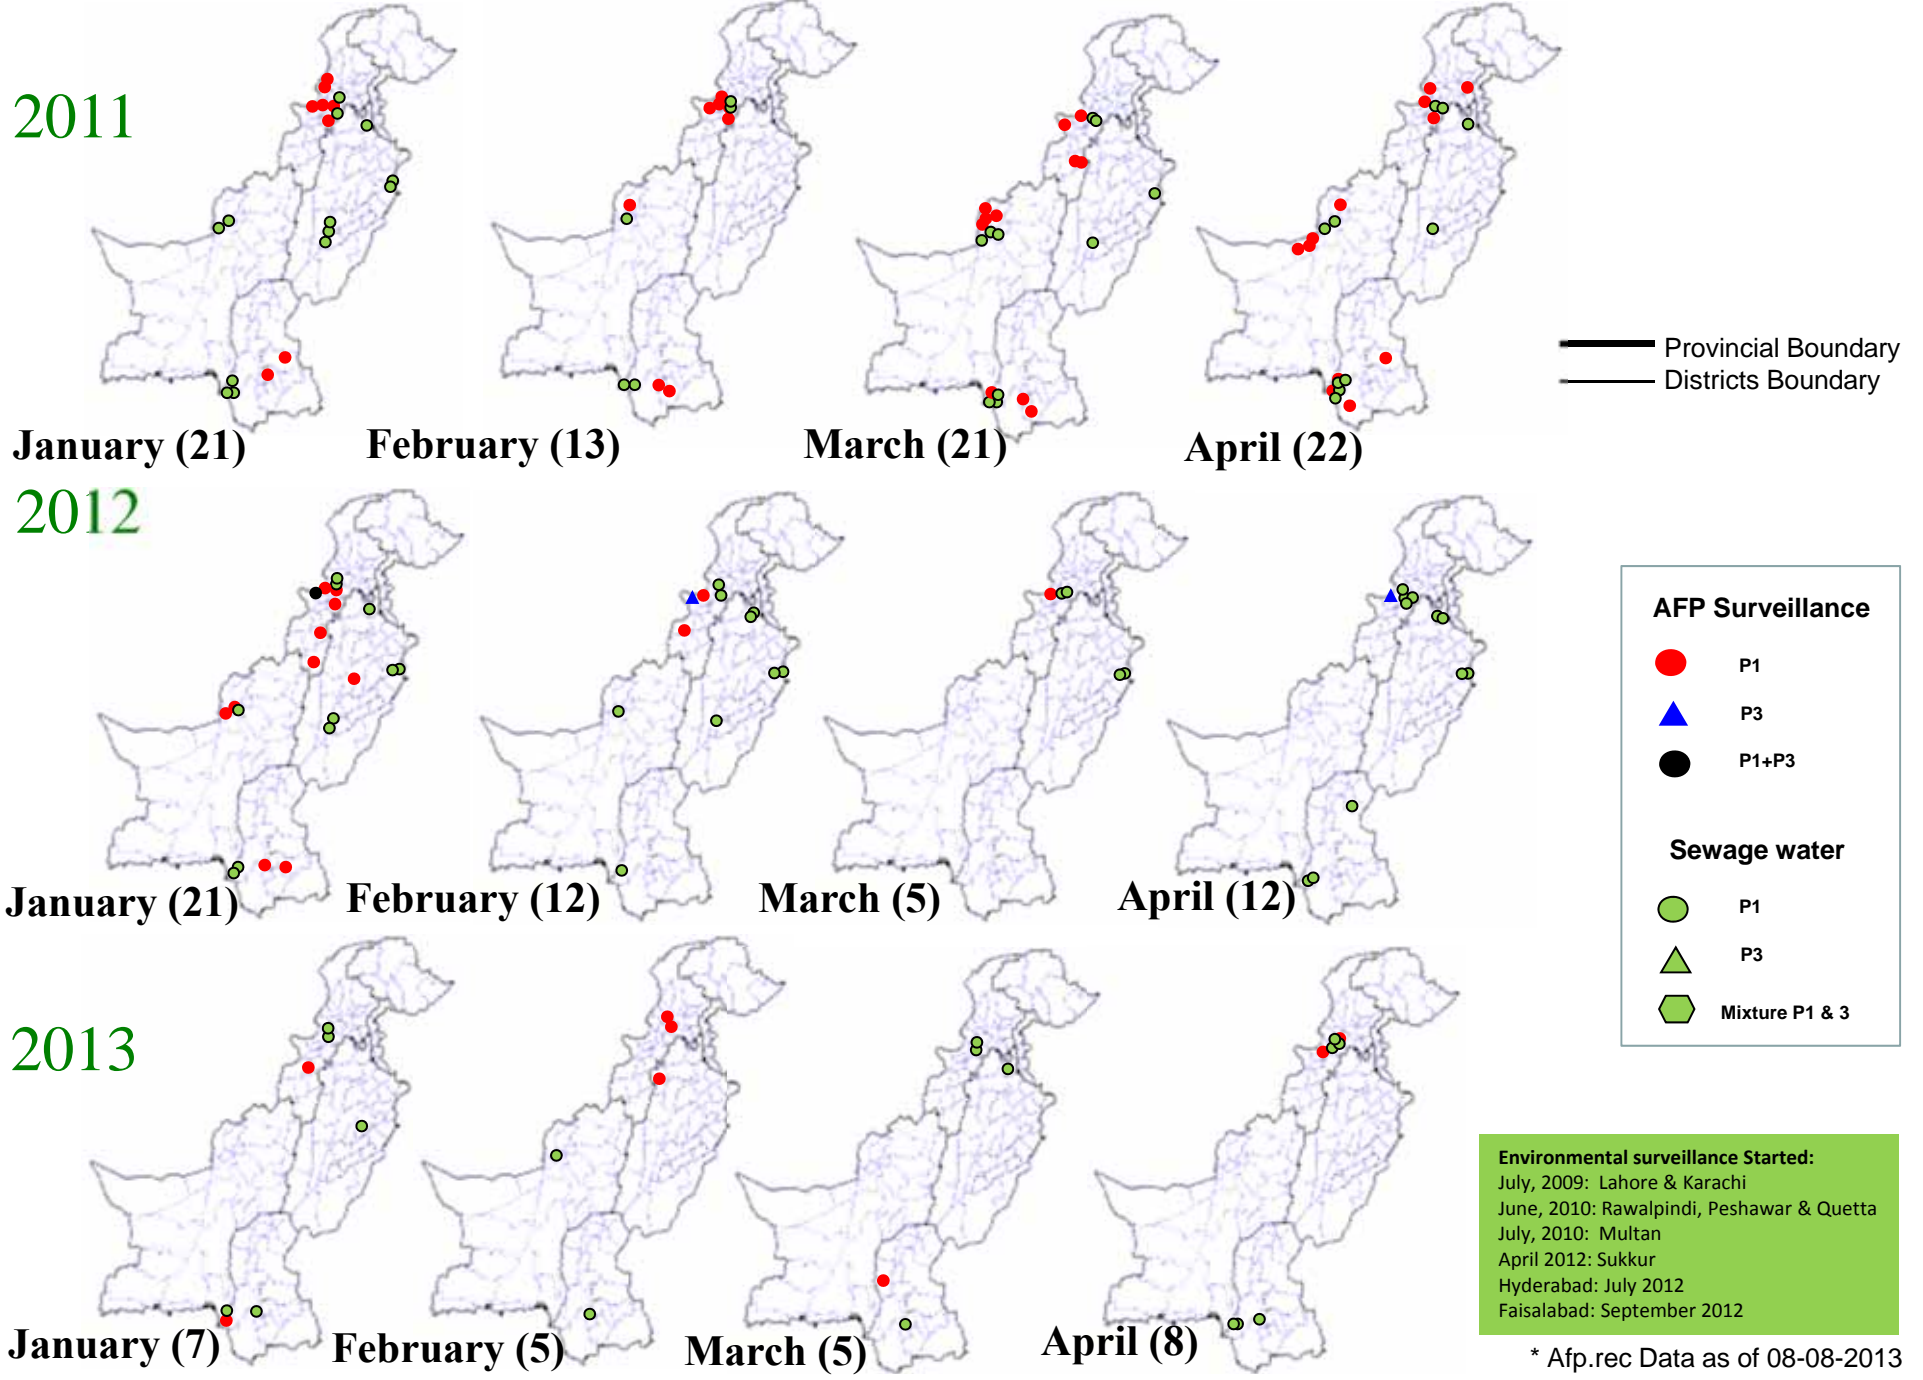 2011
January (21)
February (13)
March (21)
April (22)
Provincial Boundary
Districts Boundary
2012
January (21)
February (12)
March (5)
April (12)
AFP Surveillance
P1
P3
P1+P3
Sewage water
P1
P3
Mixture P1 & 3
2013
January (7)
February (5)
March (5)
April (8)
Environmental surveillance Started:
July, 2009: Lahore & Karachi
June, 2010: Rawalpindi, Peshawar & Quetta
July, 2010: Multan
April 2012: Sukkur
Hyderabad: July 2012
Faisalabad: September 2012
* Afp.rec Data as of 08-08-2013